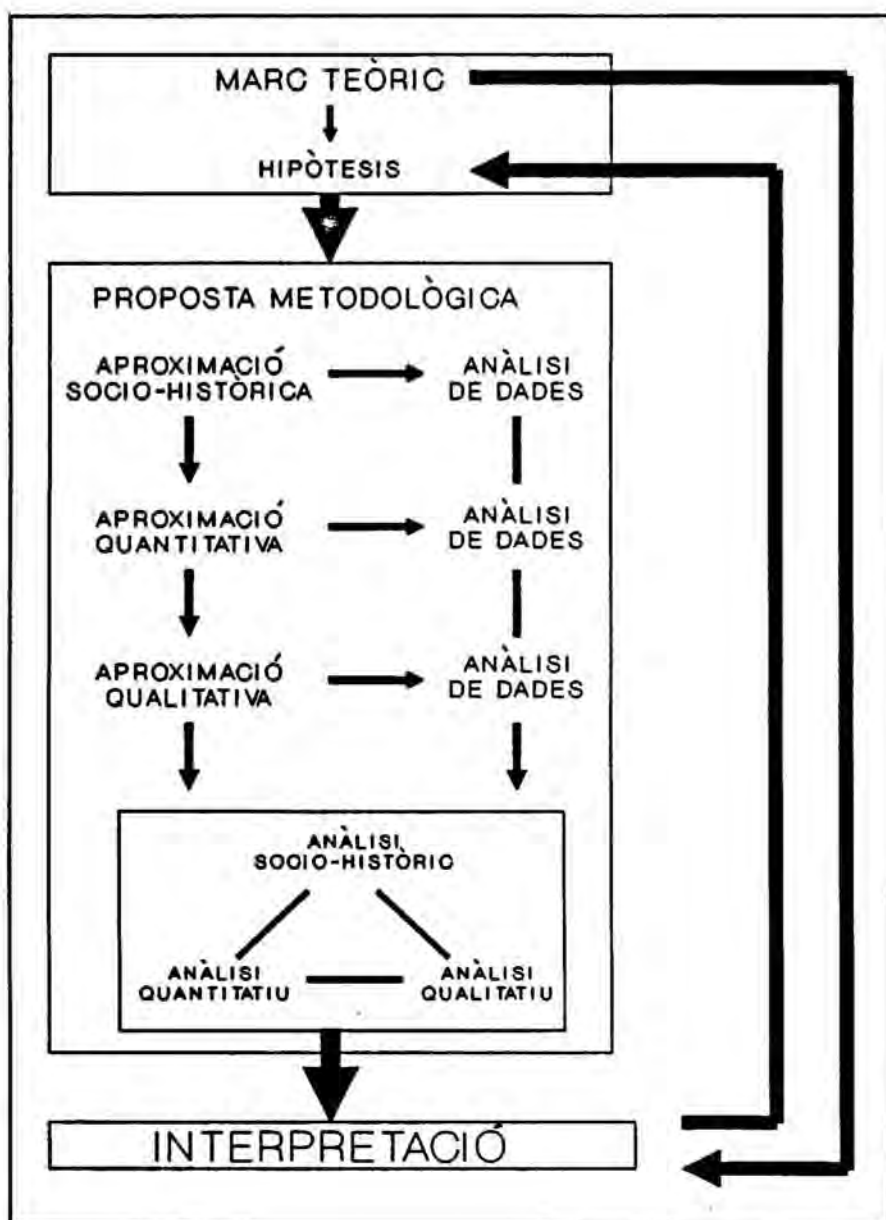 MARC TEÒRIC
HIPÒTESIS
PROPOSTA METODOLÒGICA
APROXIMACIÓ
SOCIO-HISTÒRICA
ANÀLISI
DE DADES
APROXIMACIÓ
QUANTITATIVA
ANÀLISI
DE DADES
APROXIMACIÓ
QUALITATIVA
ANÀLISI
DE DADES
ANÀLISI
SOCIO-HISTÒRIC
ANÀLISI
QUANTITATIU
ANÀLISI
QUALITATIU
INTERPRETACIÓ